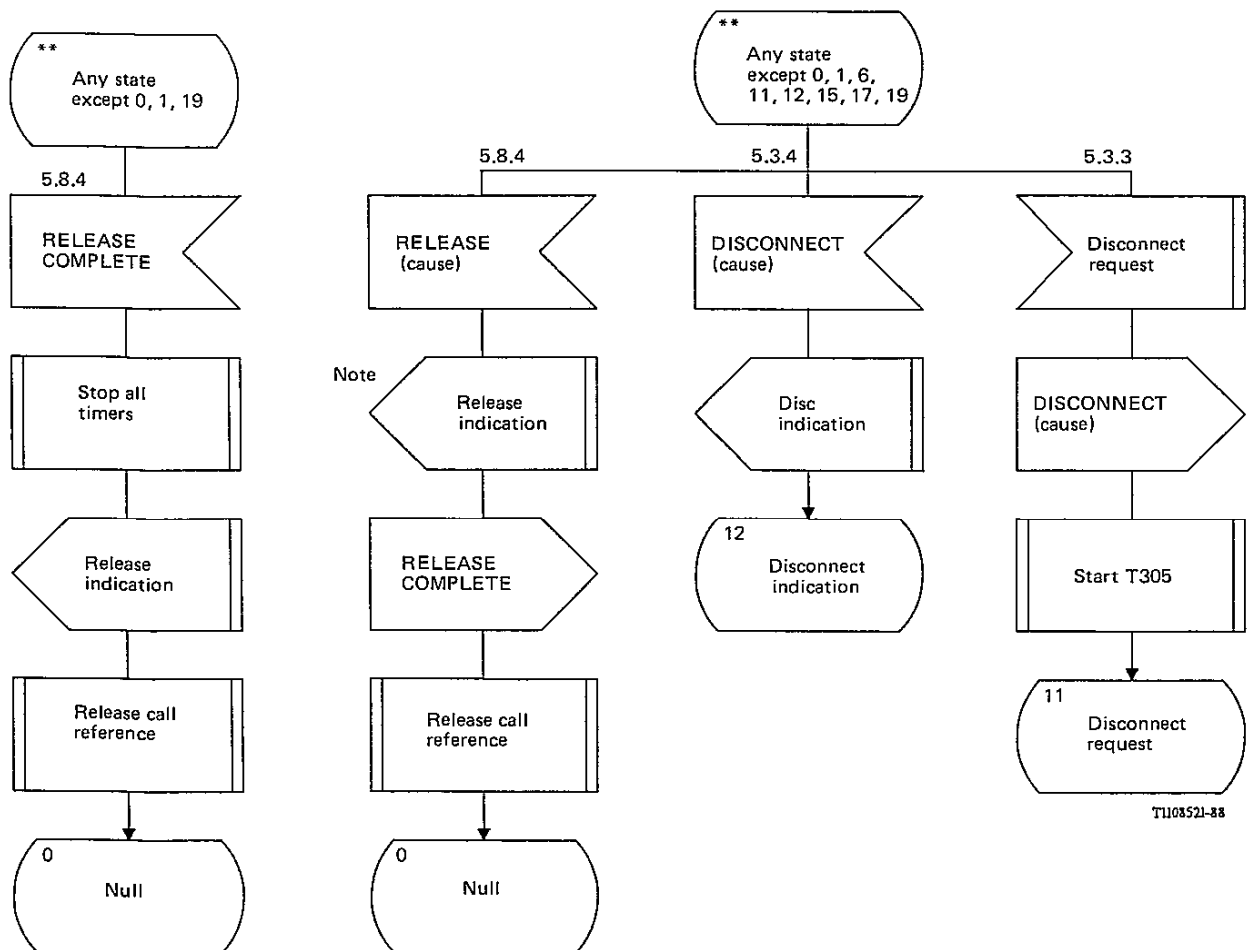 **
Any state
except 0, 1, 19
5.8.4
RELEASE
COMPLETE
Stop all
timers
Release
indication
Release call
reference
0
Null
**
Any state
except 0, 1, 6,
11, 12, 15, 17, 19
5.8.4
RELEASE
(cause)
Note
Release
indication
RELEASE
COMPLETE
Release call
reference
0
Null
5.3.4
DISCONNECT
(cause)
Disc
indication
12
Disconnect
indication
5.3.3
Disconnect
request
DISCONNECT
(cause)
Start T305
11
Disconnect
request
T1108521-88